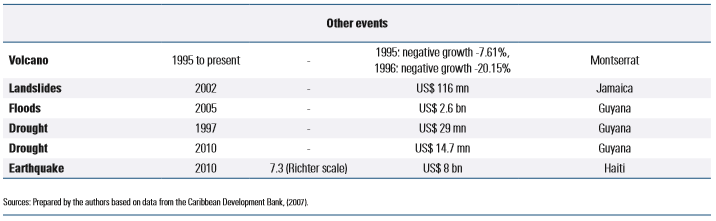 Other events
Volcano 1995 to present - 1995: negative growth -7.61%, 1996: negative growth -20.15% Montserrat
Landslides 2002 - US$ 116 mn Jamaica
Floods 2005 - US$ 2.6 bn Guyana
Drought 1997 - US$ 29 mn Guyana
Drought 2010 - US$ 14.7 mn Guyana
Earthquake 2010 7.3 (Richter scale) US$ 8 bn Haiti
Sources: Prepared by the authors based on data from the Caribbean Development Bank, (2007).